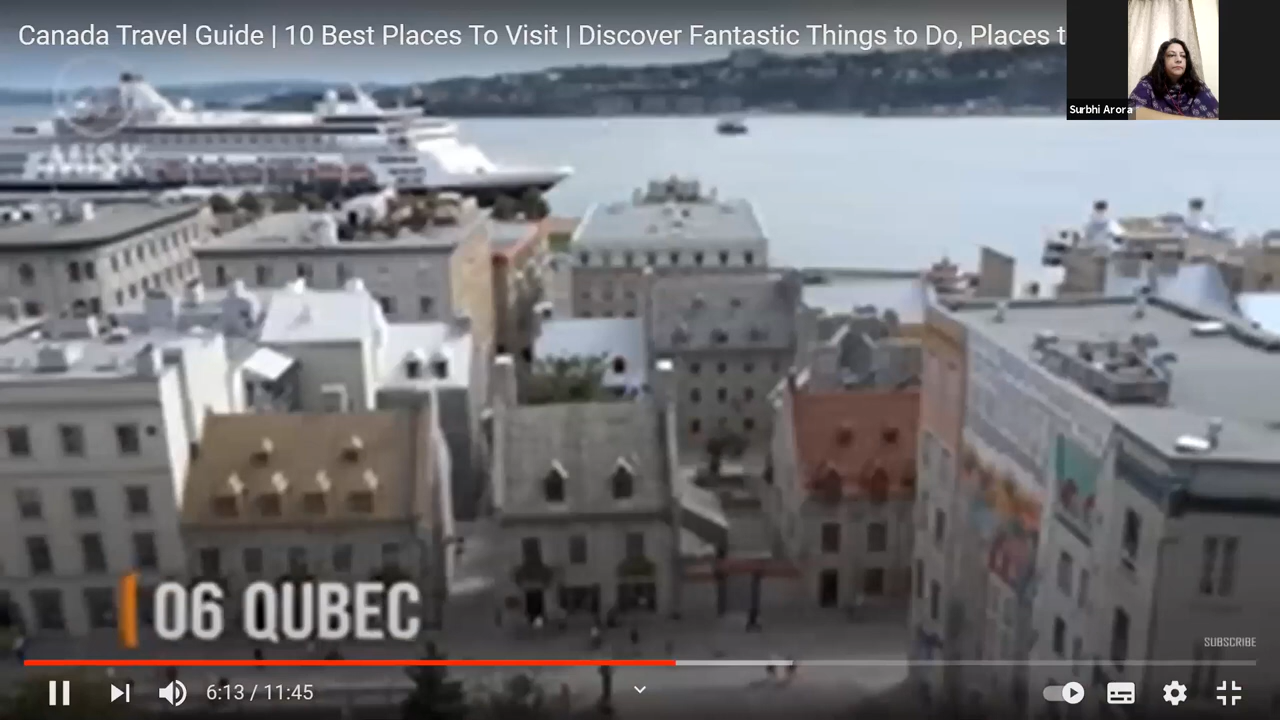 Canada Travel Guide | 10 Best Places To Visit | Discover Fantastic Things to Do, Places t
Surbhi Arora
MISK
06 QUBEC
SUBSCRIBE
6:13 / 11:45